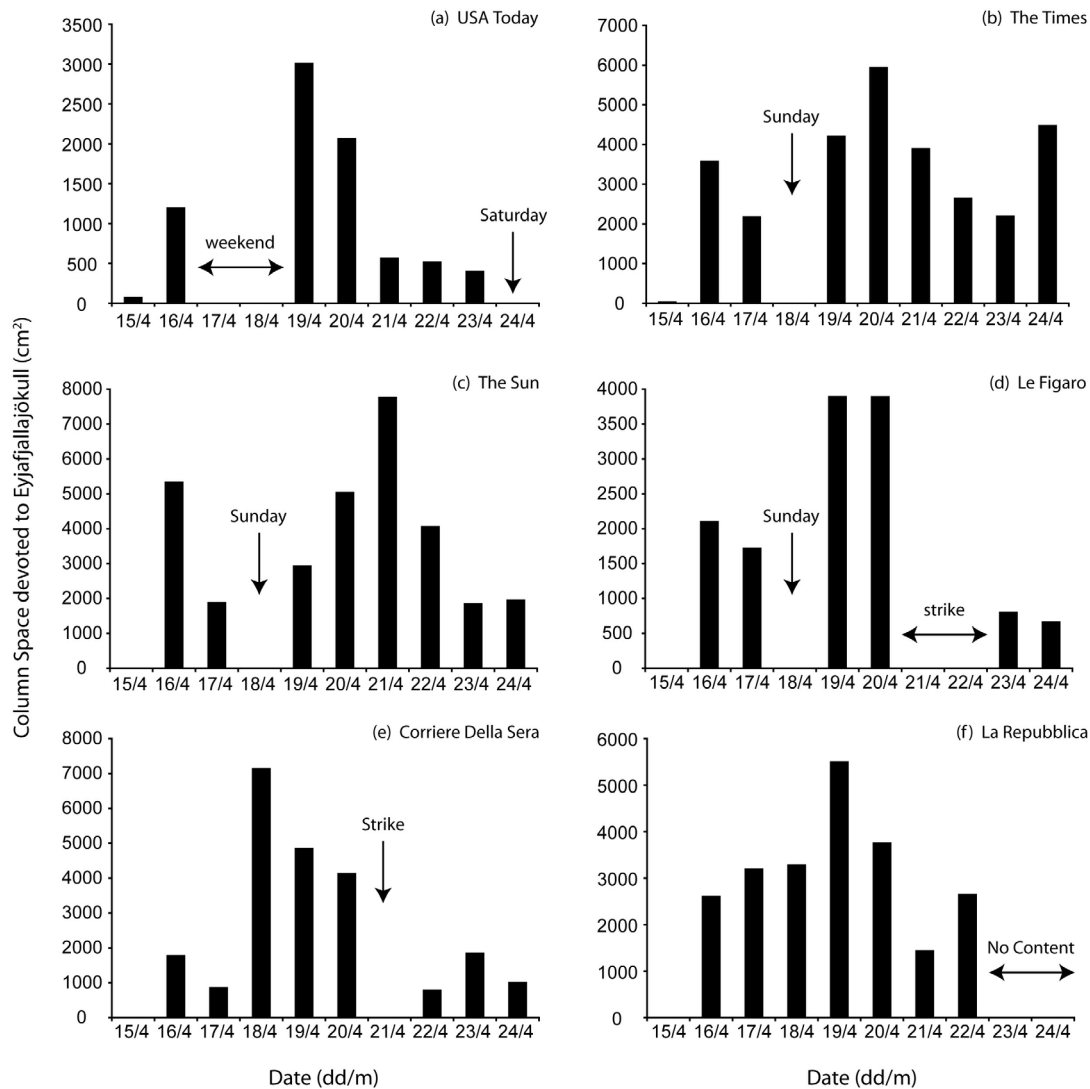 Column Space devoted to Eyjafjallajökull (cm²)
(a) USA Today
3500
3000
2500
2000
1500
1000
500
0
weekend
Saturday
15/4 16/4 17/4 18/4 19/4 20/4 21/4 22/4 23/4 24/4
(b) The Times
7000
6000
5000
4000
3000
2000
1000
0
Sunday
15/4 16/4 17/4 18/4 19/4 20/4 21/4 22/4 23/4 24/4
(c) The Sun
8000
7000
6000
5000
4000
3000
2000
1000
0
Sunday
15/4 16/4 17/4 18/4 19/4 20/4 21/4 22/4 23/4 24/4
(d) Le Figaro
4000
3500
3000
2500
2000
1500
1000
500
0
Sunday
strike
15/4 16/4 17/4 18/4 19/4 20/4 21/4 22/4 23/4 24/4
(e) Corriere Della Sera
8000
7000
6000
5000
4000
3000
2000
1000
0
Strike
15/4 16/4 17/4 18/4 19/4 20/4 21/4 22/4 23/4 24/4
Date (dd/m)
(f) La Repubblica
6000
5000
4000
3000
2000
1000
0
No Content
15/4 16/4 17/4 18/4 19/4 20/4 21/4 22/4 23/4 24/4
Date (dd/m)